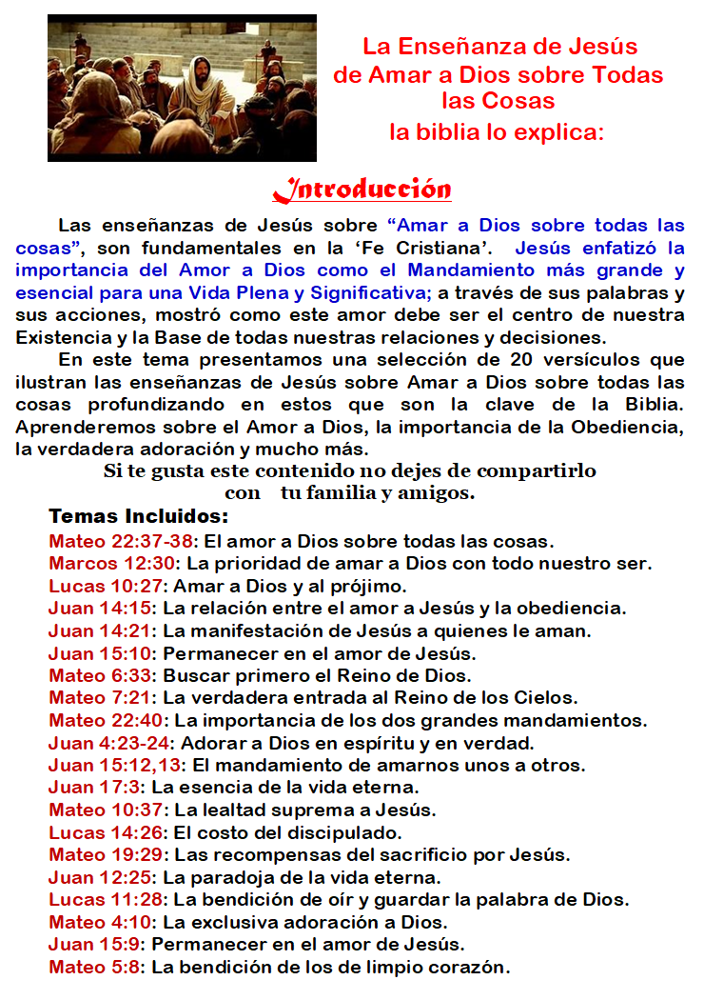 La Enseñanza de Jesús
de Amar a Dios sobre Todas
las Cosas
la biblia lo explica:
Introducción
Las enseñanzas de Jesús sobre “Amar a Dios sobre todas las
cosas”, son fundamentales en la ‘Fe Cristiana’. Jesús enfatizó la
importancia del Amor a Dios como el Mandamiento más grande y
esencial para una Vida Plena y Significativa; a través de sus palabras y
sus acciones, mostró como este amor debe ser el centro de nuestra
Existencia y la Base de todas nuestras relaciones y decisiones.
En este tema presentamos una selección de 20 versículos que
ilustran las enseñanzas de Jesús sobre Amar a Dios sobre todas las
cosas profundizando en estos que son la clave de la Biblia.
Aprenderemos sobre el Amor a Dios, la importancia de la Obediencia,
la verdadera adoración y mucho más.
Si te gusta este contenido no dejes de compartirlo
con tu familia y amigos.
Temas Incluidos:
Mateo 22:37-38: El amor a Dios sobre todas las cosas.
Marcos 12:30: La prioridad de amar a Dios con todo nuestro ser.
Lucas 10:27: Amar a Dios y al prójimo.
Juan 14:15: La relación entre el amor a Jesús y la obediencia.
Juan 14:21: La manifestación de Jesús a quienes le aman.
Juan 15:10: Permanecer en el amor de Jesús.
Mateo 6:33: Buscar primero el Reino de Dios.
Mateo 7:21: La verdadera entrada al Reino de los Cielos.
Mateo 22:40: La importancia de los dos grandes mandamientos.
Juan 4:23-24: Adorar a Dios en espíritu y en verdad.
Juan 15:12,13: El mandamiento de amarnos unos a otros.
Juan 17:3: La esencia de la vida eterna.
Mateo 10:37: La lealtad suprema a Jesús.
Lucas 14:26: El costo del discipulado.
Mateo 19:29: Las recompensas del sacrificio por Jesús.
Juan 12:25: La paradoja de la vida eterna.
Lucas 11:28: La bendición de oír y guardar la palabra de Dios.
Mateo 4:10: La exclusiva adoración a Dios.
Juan 15:9: Permanecer en el amor de Jesús.
Mateo 5:8: La bendición de los de limpio corazón.